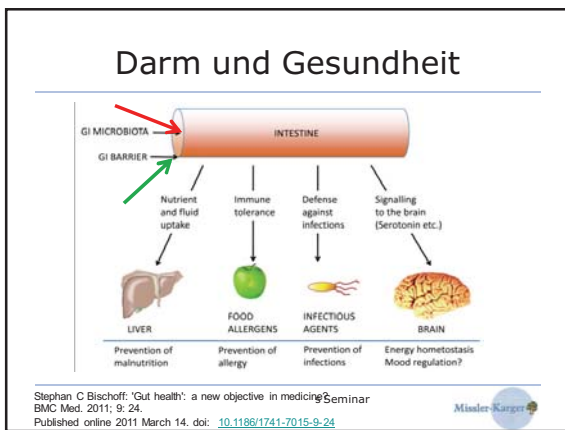 Darm und Gesundheit
GI MICROBIOTA
INTESTINE
GI BARRIER
Nutrient
and fluid
uptake
Immune
tolerance
Defense
against
infections
Signalling
to the brain
(Serotonin etc.)
LIVER
FOOD
ALLERGENS
INFECTIOUS
AGENTS
BRAIN
Prevention of
malnutrition
Prevention of
allergy
Prevention of
infections
Energy homeostasis
Mood regulation?
Stephan C Bischoff: 'Gut health': a new objective in medicine?
Seminar
BMC Med. 2011; 9: 24.
Published online 2011 March 14. doi: 10.1186/1741-7015-9-24
Missler-Karger